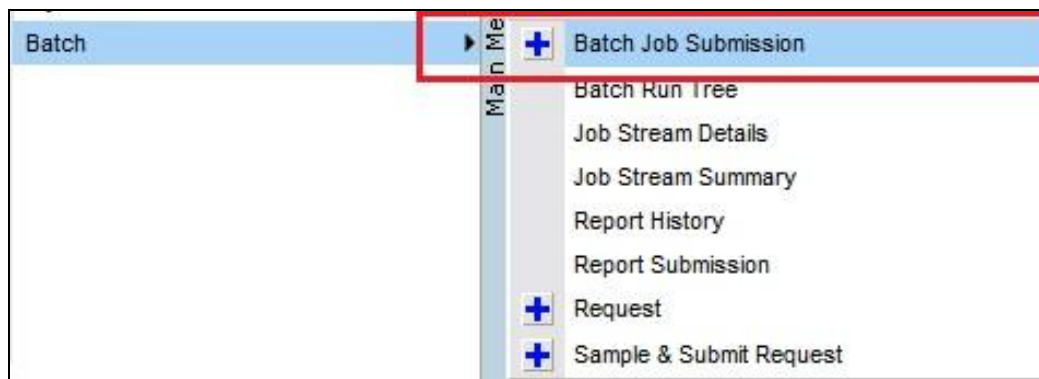 Batch
Main Me
Batch Job Submission
Batch Run Tree
Job Stream Details
Job Stream Summary
Report History
Report Submission
Request
Sample & Submit Request